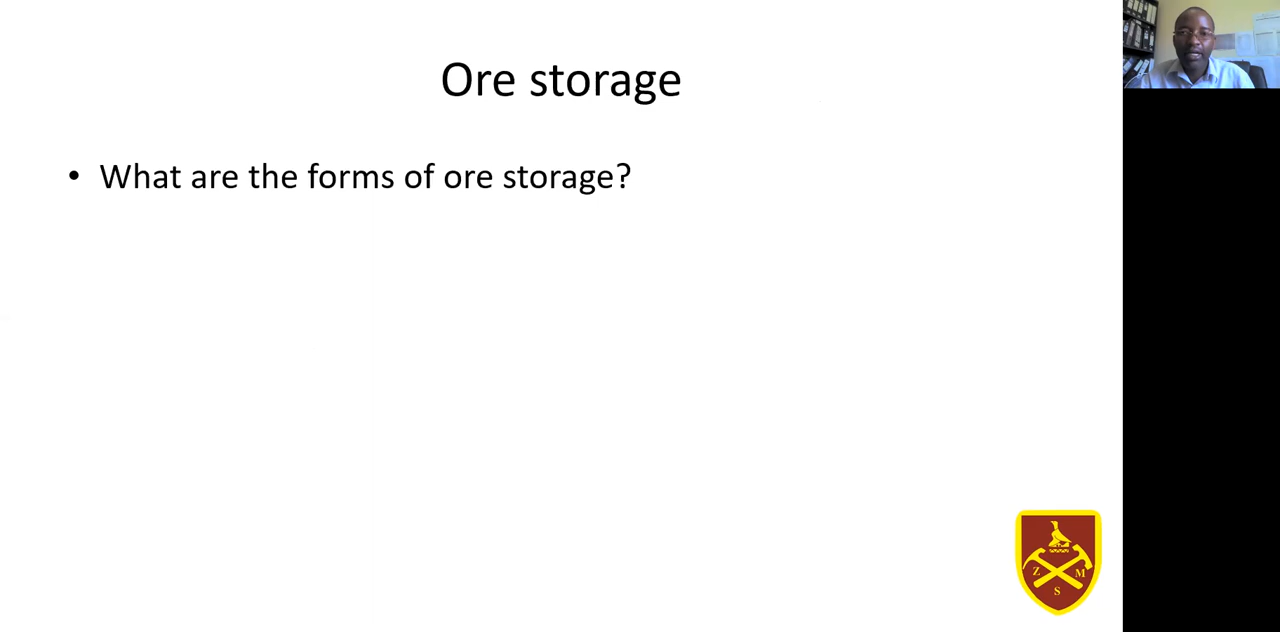 Ore storage
• What are the forms of ore storage?
Z M
S